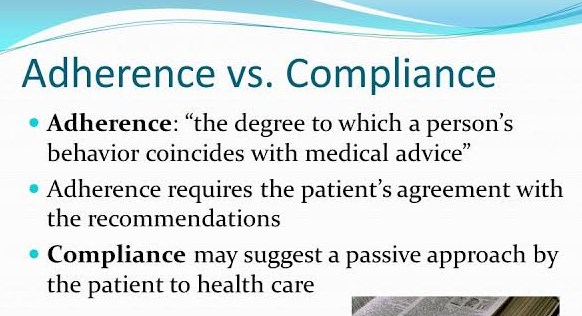 Adherence vs. Compliance
• Adherence: “the degree to which a person’s
behavior coincides with medical advice”
• Adherence requires the patient’s agreement with
the recommendations
• Compliance may suggest a passive approach by
the patient to health care